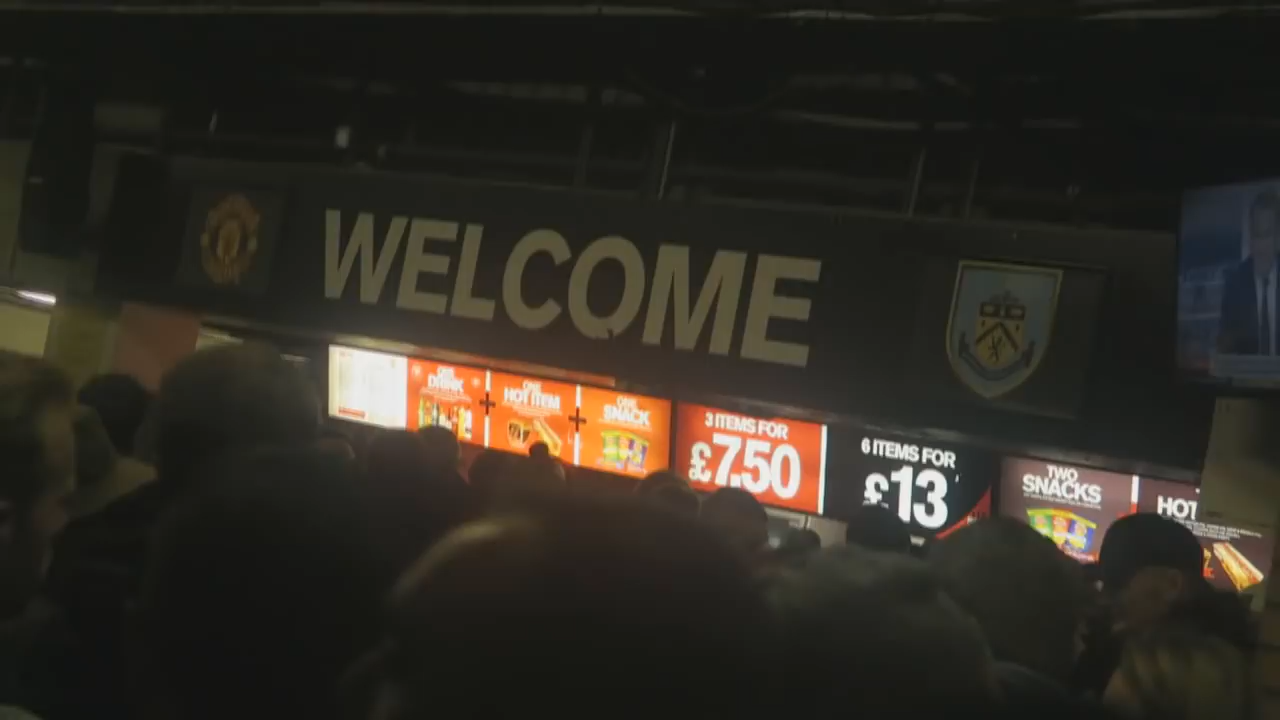 WELCOME
ONE
DRINK
+
ONE
HOT ITEM
+
ONE
SNACK
3 ITEMS FOR
£7.50
6 ITEMS FOR
£13
TWO
SNACKS
HOT